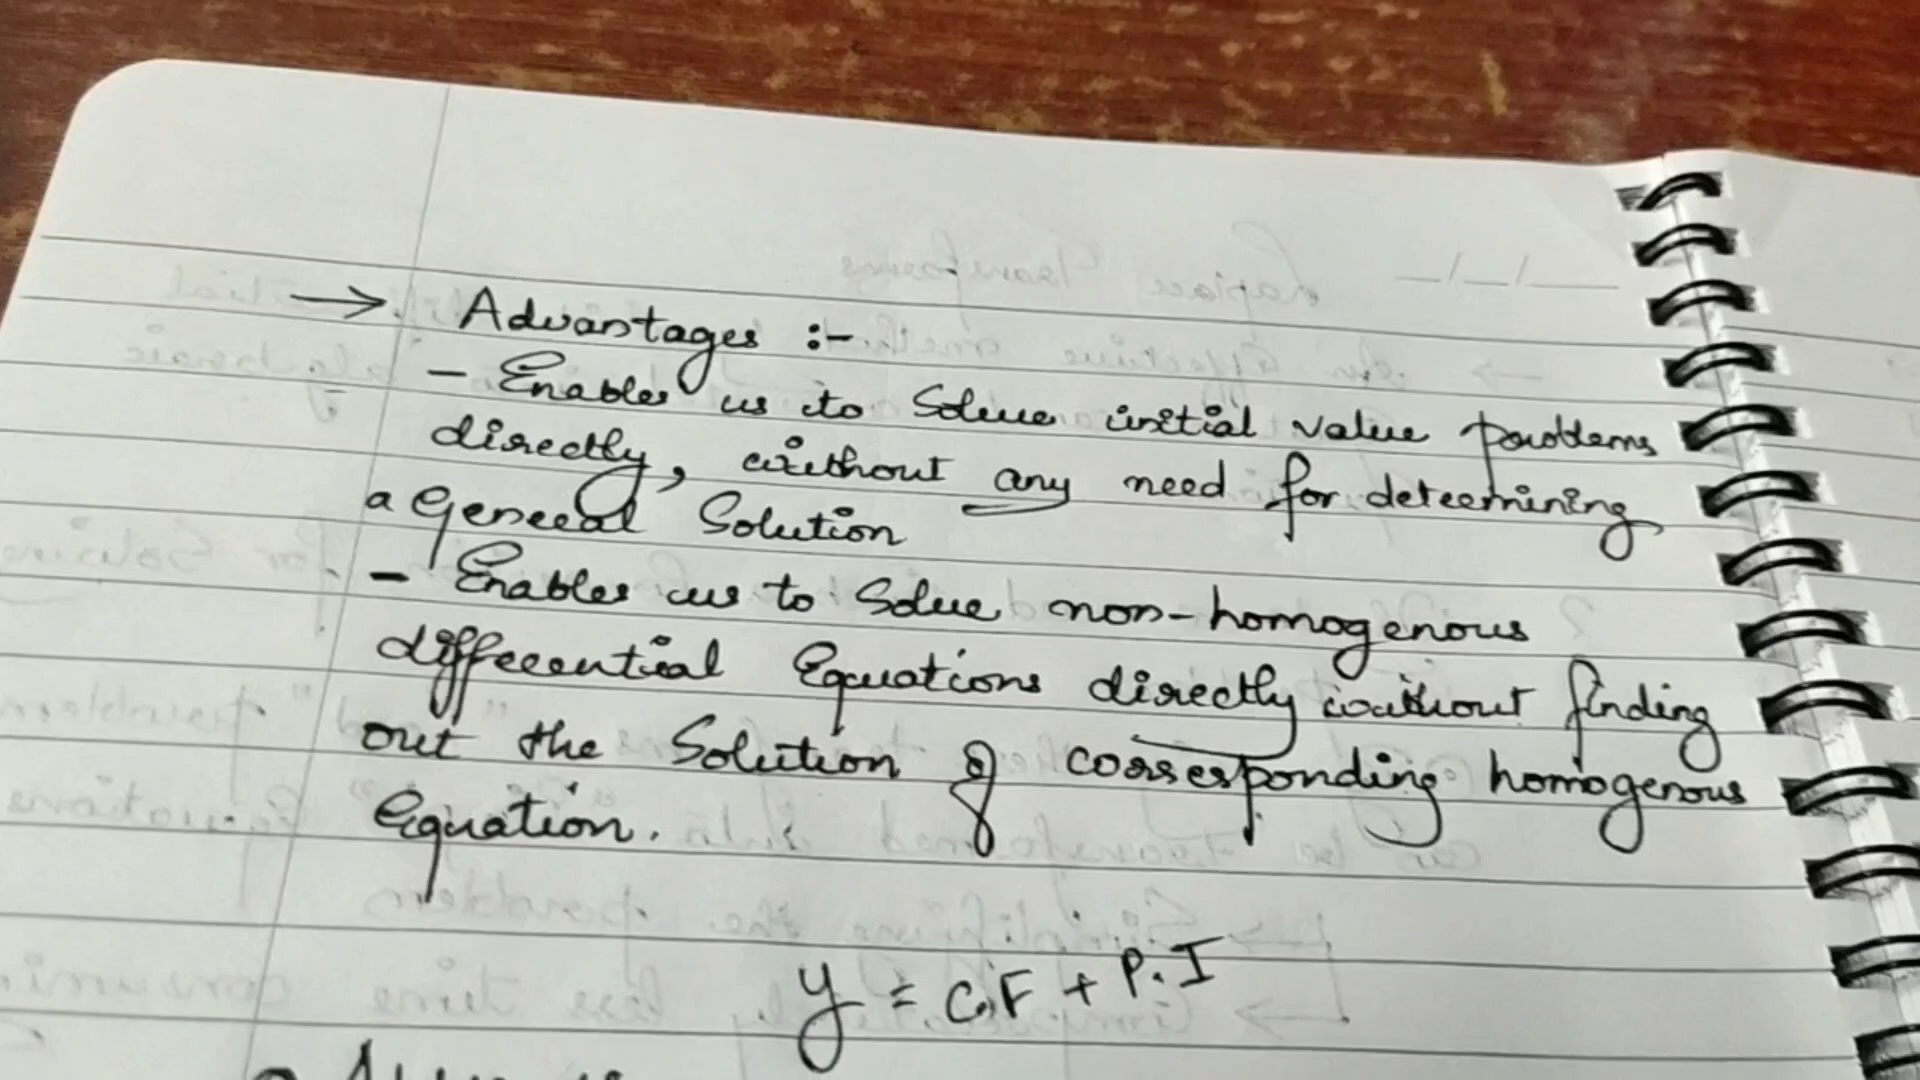 → Advantages :-
- Enables us to solve initial value problems
directly, without any need for determining
a General Solution
- Enables us to Solve non-homogenous
differential Equations directly without finding
out the Solution of corresponding homogenous
Equation.
y = C.F + P.I